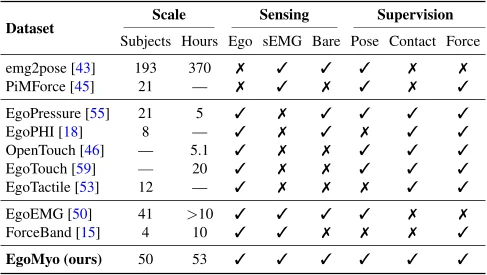 Dataset Scale Sensing Supervision
Subjects Hours Ego sEMG Bare Pose Contact Force
emg2pose [43] 193 370 ✗ ✓ ✓ ✓ ✗ ✗
PiMForce [45] 21 — ✗ ✓ ✗ ✓ ✗ ✓
EgoPressure [55] 21 5 ✓ ✗ ✓ ✓ ✓ ✓
EgoPHI [18] 8 — ✓ ✗ ✓ ✗ ✓ ✓
OpenTouch [46] — 5.1 ✓ ✗ ✗ ✓ ✓ ✓
EgoTouch [59] — 20 ✓ ✗ ✗ ✓ ✓ ✓
EgoTactile [53] 12 — ✓ ✗ ✗ ✗ ✓ ✓
EgoEMG [50] 41 >10 ✓ ✓ ✓ ✓ ✗ ✗
ForceBand [15] 4 10 ✓ ✓ ✗ ✗ ✗ ✓
EgoMyo (ours) 50 53 ✓ ✓ ✓ ✓ ✓ ✓